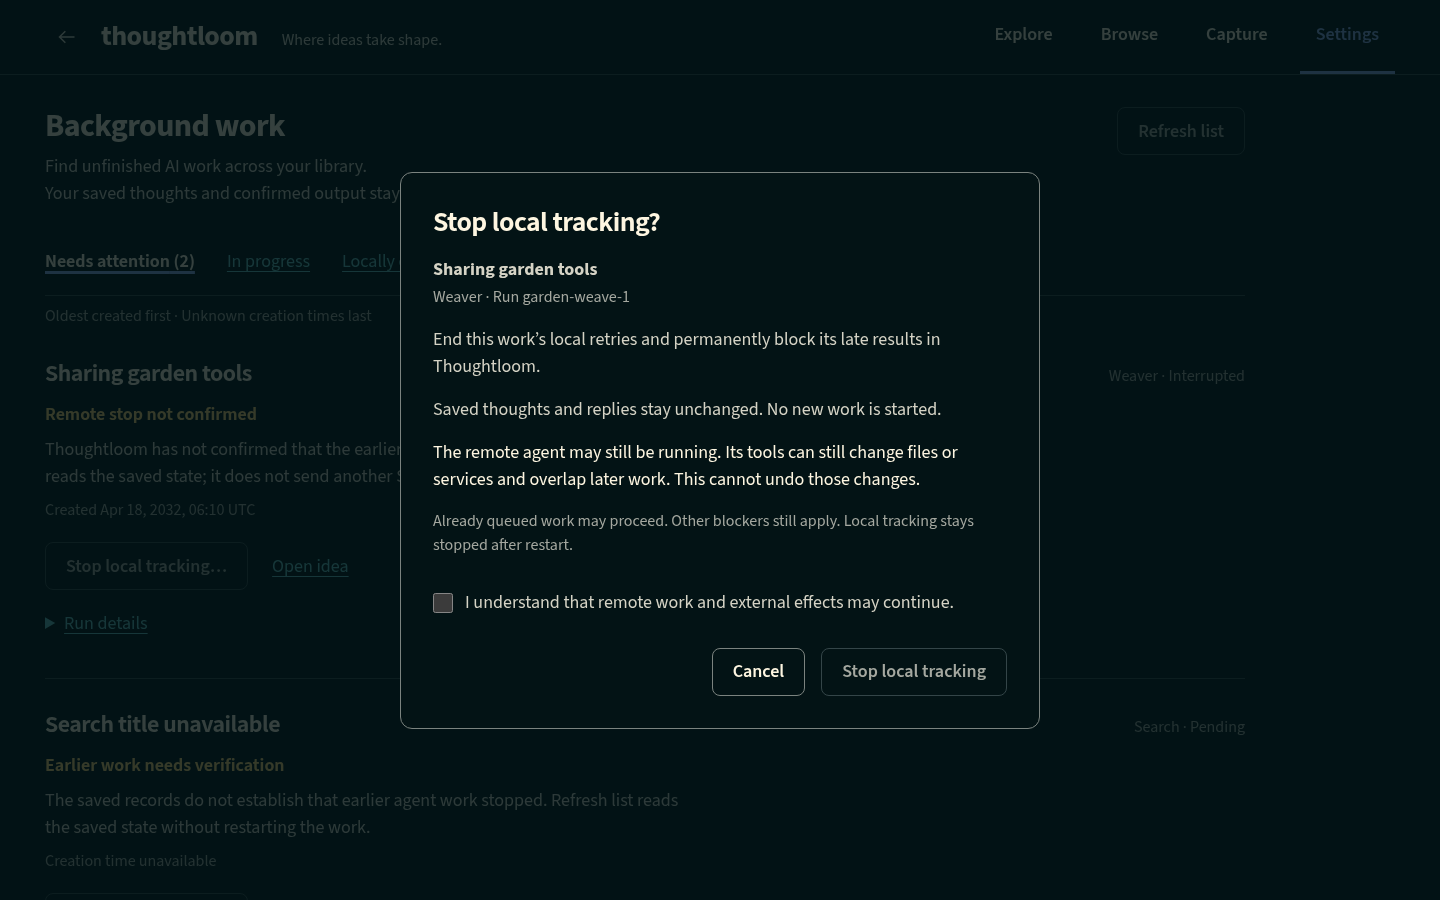 thoughtloom
Where ideas take shape.
Explore
Browse
Capture
Settings
Background work
Refresh list
Find unfinished AI work across your library.
Your saved thoughts and confirmed output stay
Needs attention (2)
In progress
Locally
Oldest created first · Unknown creation times last
Sharing garden tools
Weaver · Interrupted
Remote stop not confirmed
Thoughtloom has not confirmed that the earlier
reads the saved state; it does not send another
Created Apr 18, 2032, 06:10 UTC
Stop local tracking…
Open idea
Run details
Search title unavailable
Search · Pending
Earlier work needs verification
The saved records do not establish that earlier agent work stopped. Refresh list reads
the saved state without restarting the work.
Creation time unavailable
Stop local tracking?
Sharing garden tools
Weaver · Run garden-weave-1
End this work’s local retries and permanently block its late results in
Thoughtloom.
Saved thoughts and replies stay unchanged. No new work is started.
The remote agent may still be running. Its tools can still change files or
services and overlap later work. This cannot undo those changes.
Already queued work may proceed. Other blockers still apply. Local tracking stays
stopped after restart.
I understand that remote work and external effects may continue.
Cancel
Stop local tracking